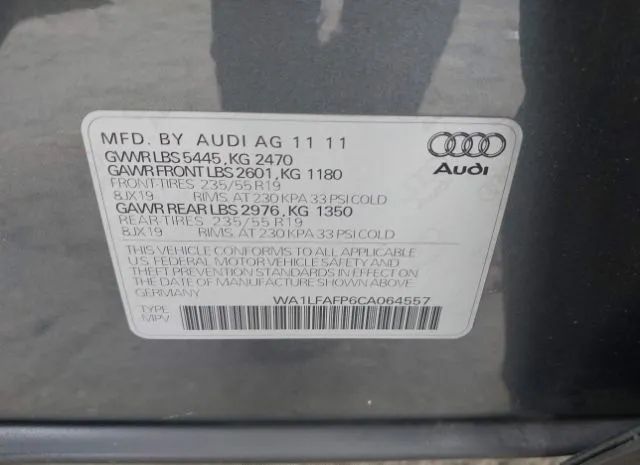 MFD. BY AUDI AG 11 11
GVWR LBS 5445, KG 2470
GAWR FRONT LBS 2601, KG 1180
FRONT-TIRES 235/55 R19
8JX19 RIMS AT 230 KPA 33 PSI COLD
GAWR REAR LBS 2976, KG 1350
REAR-TIRES 235/55 R19
8JX19 RIMS AT 230 KPA 33 PSI COLD
Audi
THIS VEHICLE CONFORMS TO ALL APPLICABLE
U.S. FEDERAL MOTOR VEHICLE SAFETY AND
THEFT PREVENTION STANDARDS IN EFFECT ON
THE DATE OF MANUFACTURE SHOWN ABOVE.
GERMANY
WA1LFAFP6CA064557
TYPE
MPV